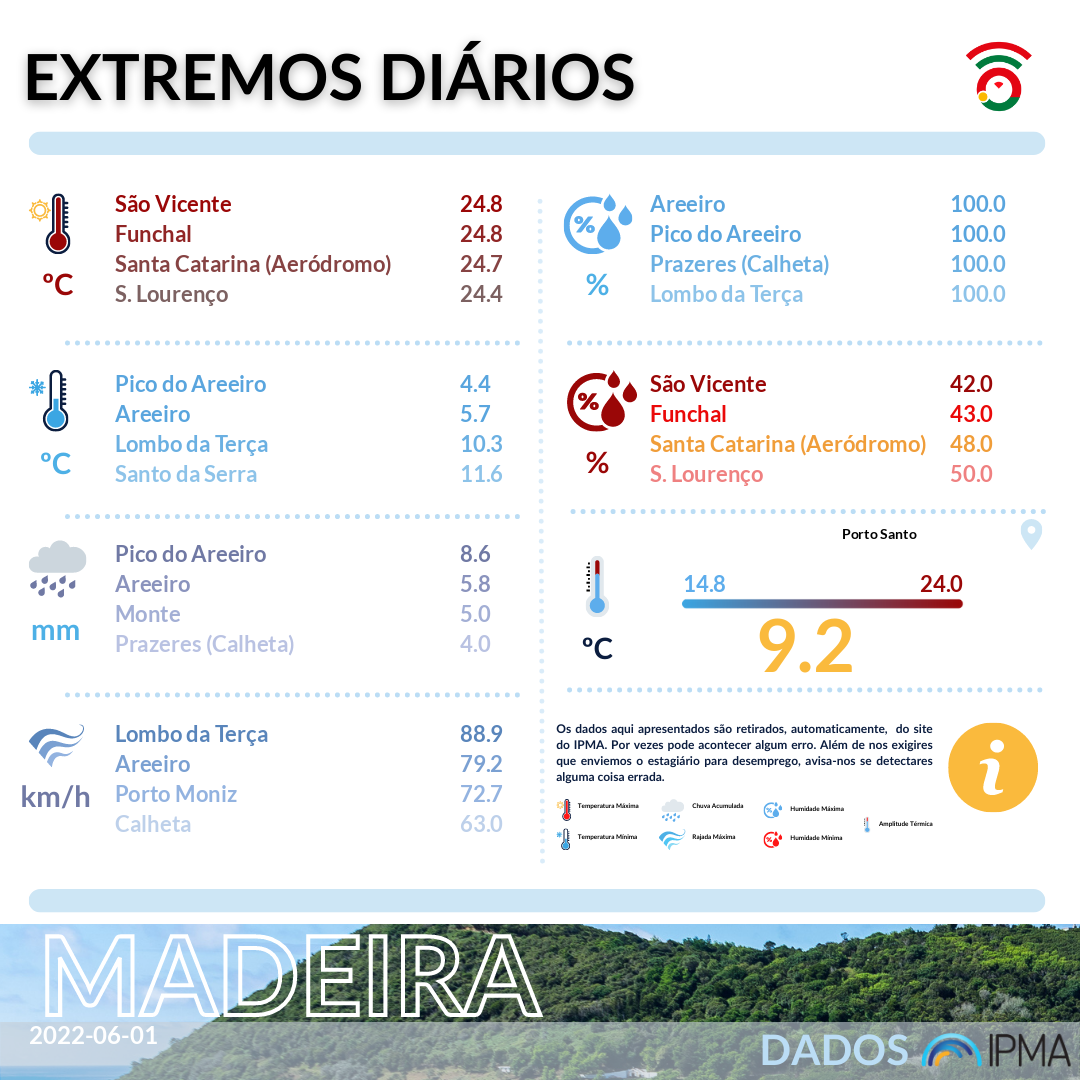 EXTREMOS DIÁRIOS
São Vicente 24.8
Funchal 24.8
Santa Catarina (Aeródromo) 24.7
S. Lourenço 24.4
ºC
Pico do Areeiro 4.4
Areeiro 5.7
Lombo da Terça 10.3
Santo da Serra 11.6
ºC
Pico do Areeiro 8.6
Areeiro 5.8
Monte 5.0
Prazeres (Calheta) 4.0
mm
Lombo da Terça 88.9
Areeiro 79.2
Porto Moniz 72.7
Calheta 63.0
km/h
%
Areeiro 100.0
Pico do Areeiro 100.0
Prazeres (Calheta) 100.0
Lombo da Terça 100.0
%
%
São Vicente 42.0
Funchal 43.0
Santa Catarina (Aeródromo) 48.0
S. Lourenço 50.0
%
Porto Santo
14.8 24.0
9.2
ºC
Os dados aqui apresentados são retirados, automaticamente, do site
do IPMA. Por vezes pode acontecer algum erro. Além de nos exigires
que enviemos o estagiário para desemprego, avisa-nos se detectares
alguma coisa errada.
i
Temperatura Máxima Chuva Acumulada Humidade Máxima
Amplitude Térmica
Temperatura Mínima Rajada Máxima Humidade Mínima
MADEIRA
2022-06-01
DADOS IPMA